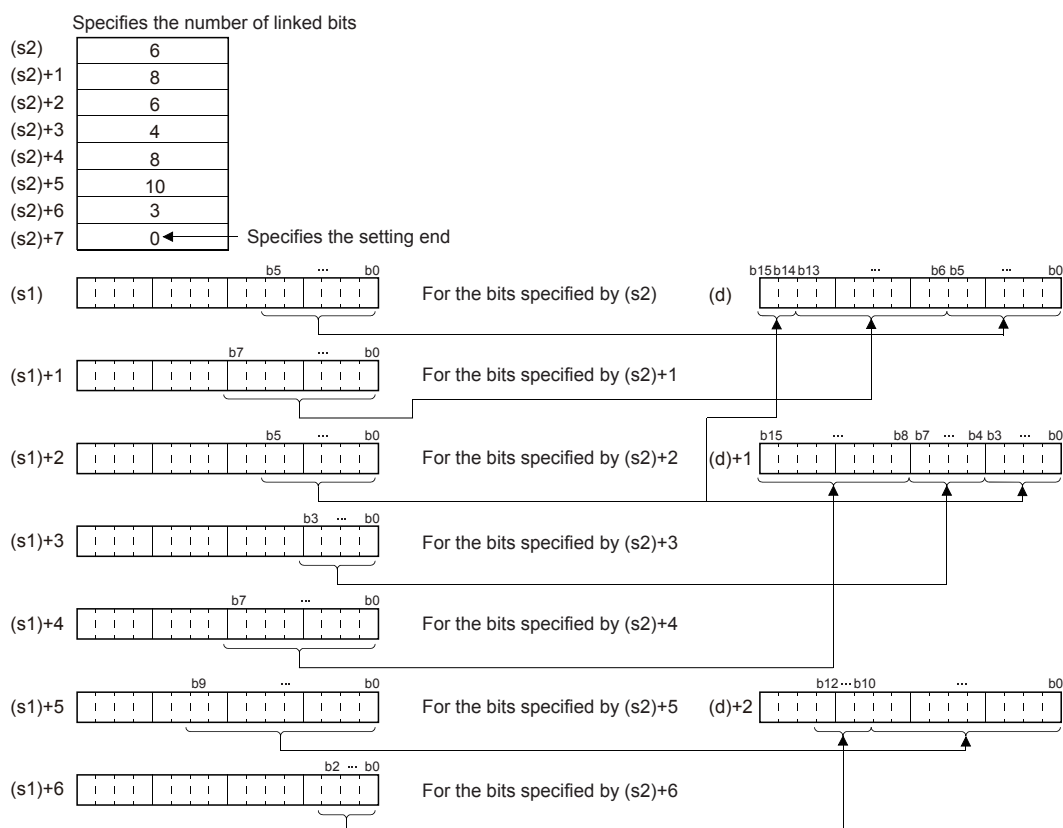 Specifies the number of linked bits
(s2) 6
(s2)+1 8
(s2)+2 6
(s2)+3 4
(s2)+4 8
(s2)+5 10
(s2)+6 3
(s2)+7 0 Specifies the setting end
b5 ... b0
b15 b14 b13 ... b6 b5 ... b0
(s1) For the bits specified by (s2) (d)
b7 ... b0
(s1)+1 For the bits specified by (s2)+1
b5 ... b0
b15 ... b8 b7 ... b4 b3 ... b0
(s1)+2 For the bits specified by (s2)+2 (d)+1
b3 ... b0
(s1)+3 For the bits specified by (s2)+3
b7 ... b0
(s1)+4 For the bits specified by (s2)+4
b9 ... b0
b12 ... b10 ... b0
(s1)+5 For the bits specified by (s2)+5 (d)+2
b2 ... b0
(s1)+6 For the bits specified by (s2)+6